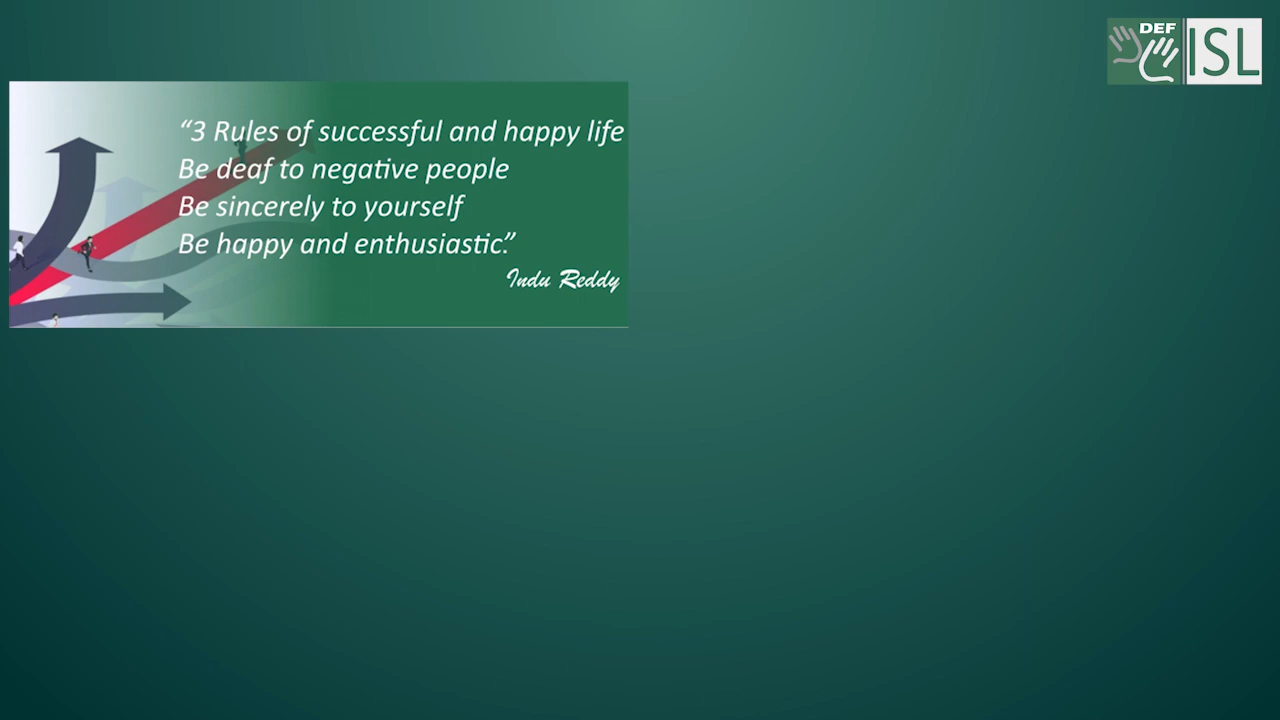 DEF
ISL
“3 Rules of successful and happy life
Be deaf to negative people
Be sincerely to yourself
Be happy and enthusiastic.”
Indu Reddy